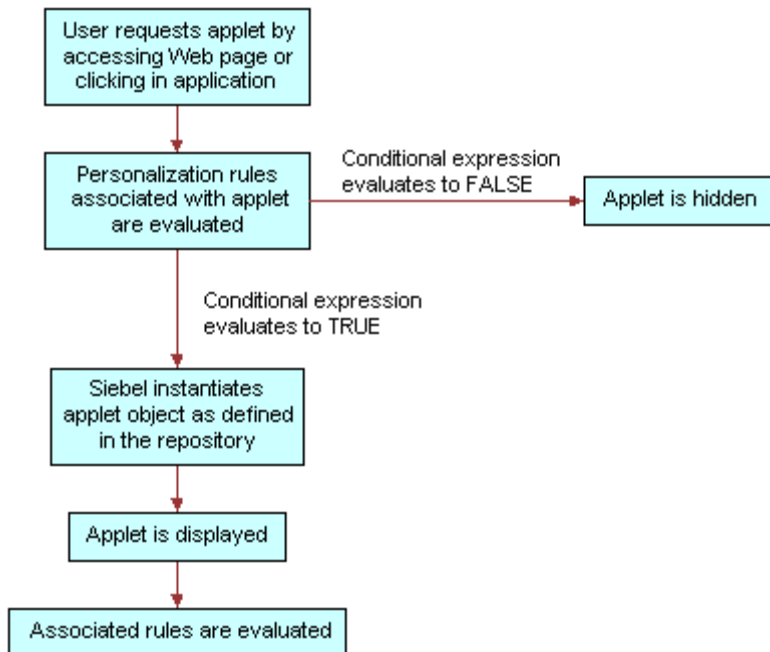 User requests applet by
accessing Web page or
clicking in application
Conditional expression
evaluates to FALSE
Personalization rules
associated with applet
are evaluated
Applet is hidden
Conditional expression
evaluates to TRUE
Siebel instantiates
applet object as defined
in the repository
Applet is displayed
Associated rules are evaluated